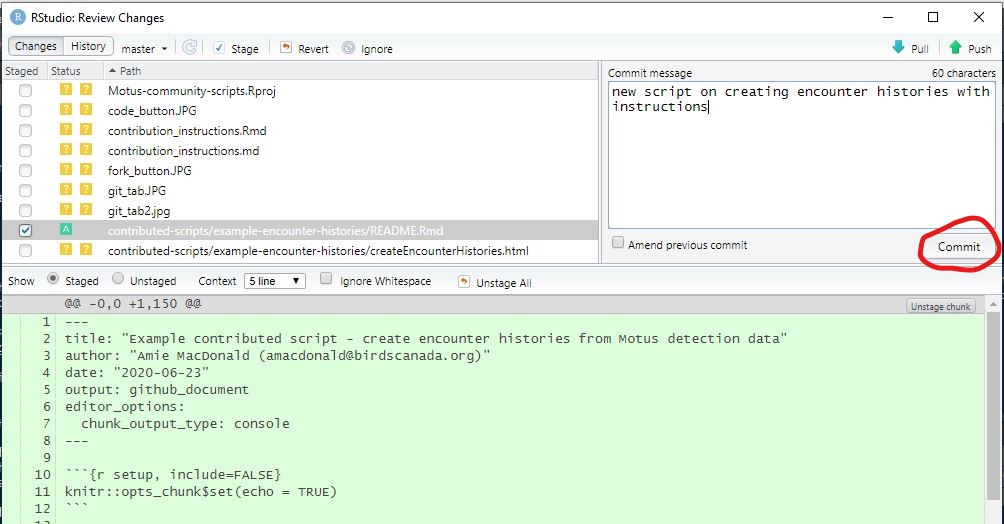 RStudio: Review Changes
Changes History master Stage Revert Ignore Pull Push
Staged Status Path
Commit message 60 characters
? ? Motus-community-scripts.Rproj
? ? code_button.JPG
? ? contribution_instructions.Rmd
? ? contribution_instructions.md
? ? fork_button.JPG
? ? git_tab.JPG
? ? git_tab2.jpg
A contributed-scripts/example-encounter-histories/README.Rmd
? ? contributed-scripts/example-encounter-histories/createEncounterHistories.html
new script on creating encounter histories with
instructions
Amend previous commit
Commit
Show Staged Unstaged Context 5 line Ignore Whitespace Unstage All
@@ -0,0 +1,150 @@
Unstage chunk
1 ---
2 title: "Example contributed script - create encounter histories from Motus detection data"
3 author: "Amie MacDonald (amacdonald@birdscanada.org)"
4 date: "2020-06-23"
5 output: github_document
6 editor_options:
7 chunk_output_type: console
8 ---
9
10 ```{r setup, include=FALSE}
11 knitr::opts_chunk$set(echo = TRUE)
12 ```